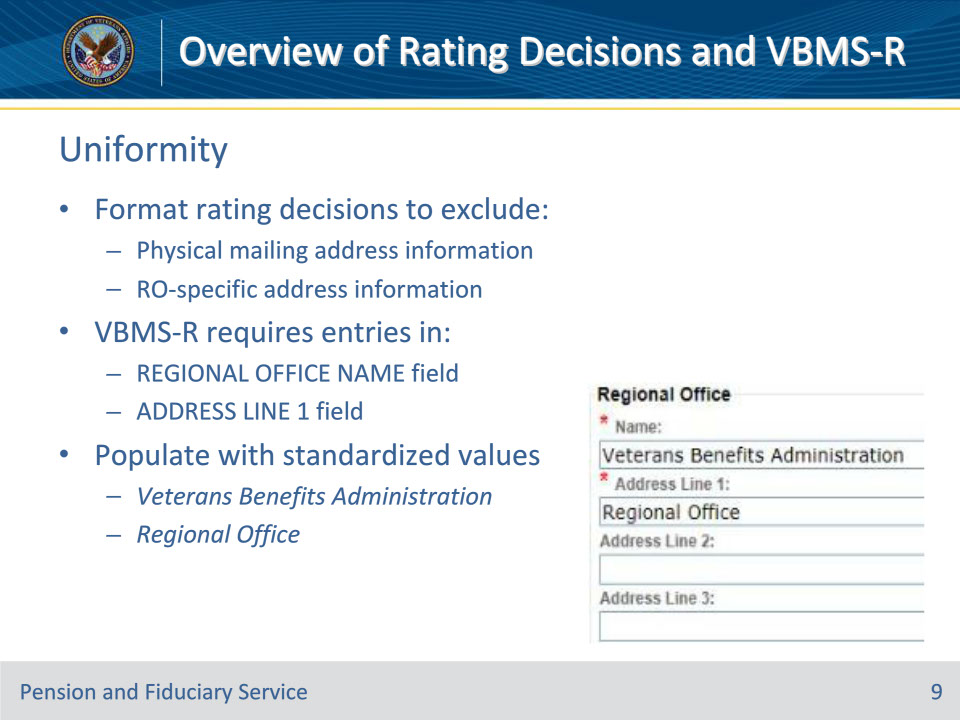 Overview of Rating Decisions and VBMS-R
Uniformity
• Format rating decisions to exclude:
– Physical mailing address information
– RO-specific address information
• VBMS-R requires entries in:
– REGIONAL OFFICE NAME field
– ADDRESS LINE 1 field
• Populate with standardized values
– Veterans Benefits Administration
– Regional Office
Regional Office
* Name:
Veterans Benefits Administration
* Address Line 1:
Regional Office
Address Line 2:
Address Line 3:
Pension and Fiduciary Service
9